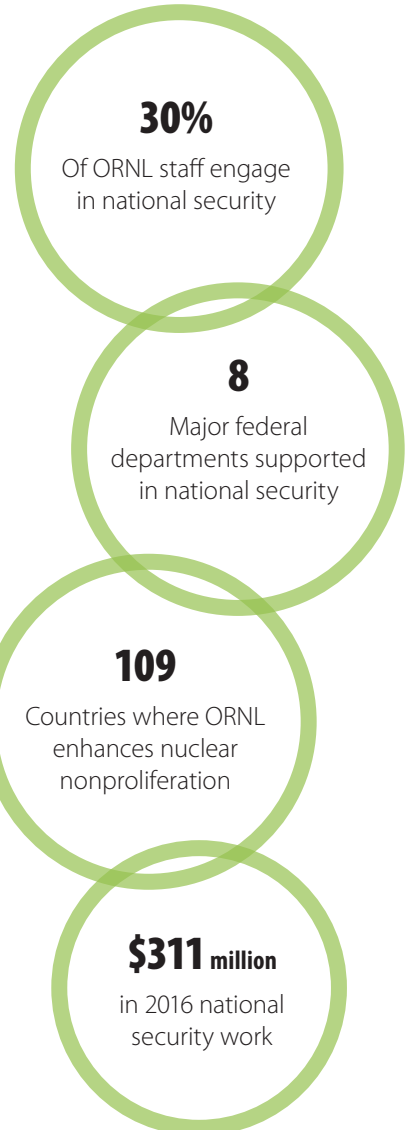 30%
Of ORNL staff engage
in national security
8
Major federal
departments supported
in national security
109
Countries where ORNL
enhances nuclear
nonproliferation
$311 million
in 2016 national
security work